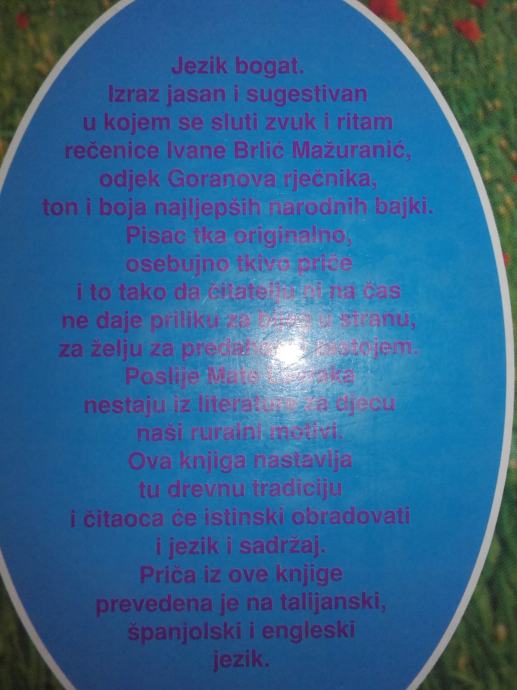 Jezik bogat.
Izraz jasan i sugestivan
u kojem se sluti zvuk i ritam
rečenice Ivane Brlić Mažuranić,
odjek Goranova rječnika,
ton i boja najljepših narodnih bajki.
Pisac tka originalno,
osebujno tkivo priče
i to tako da čitatelju ni na čas
ne daje priliku za bijeg u stranu,
za želju za zastojem.
Poslije Mate
nestaju iz literature za djecu
naši ruralni motivi.
Ova knjiga nastavlja
tu drevnu tradiciju
i čitaoca će istinski obradovati
i jezik i sadržaj.
Priča iz ove knjige
prevedena je na talijanski,
španjolski i engleski
jezik.